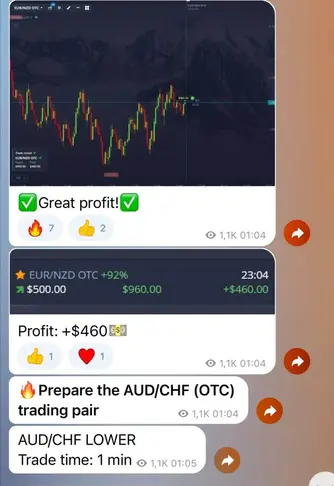 EUR/NZD OTC
✅Great profit!✅
🔥 7 👍 2
1,1K 01:04
EUR/NZD OTC +92% 23:04
$500.00 $960.00 +$460.00
Profit: +$460💵
👍 1 ❤️ 1
1,1K 01:04
🔥Prepare the AUD/CHF (OTC)
trading pair 1,1K 01:04
AUD/CHF LOWER
Trade time: 1 min 1,1K 01:05